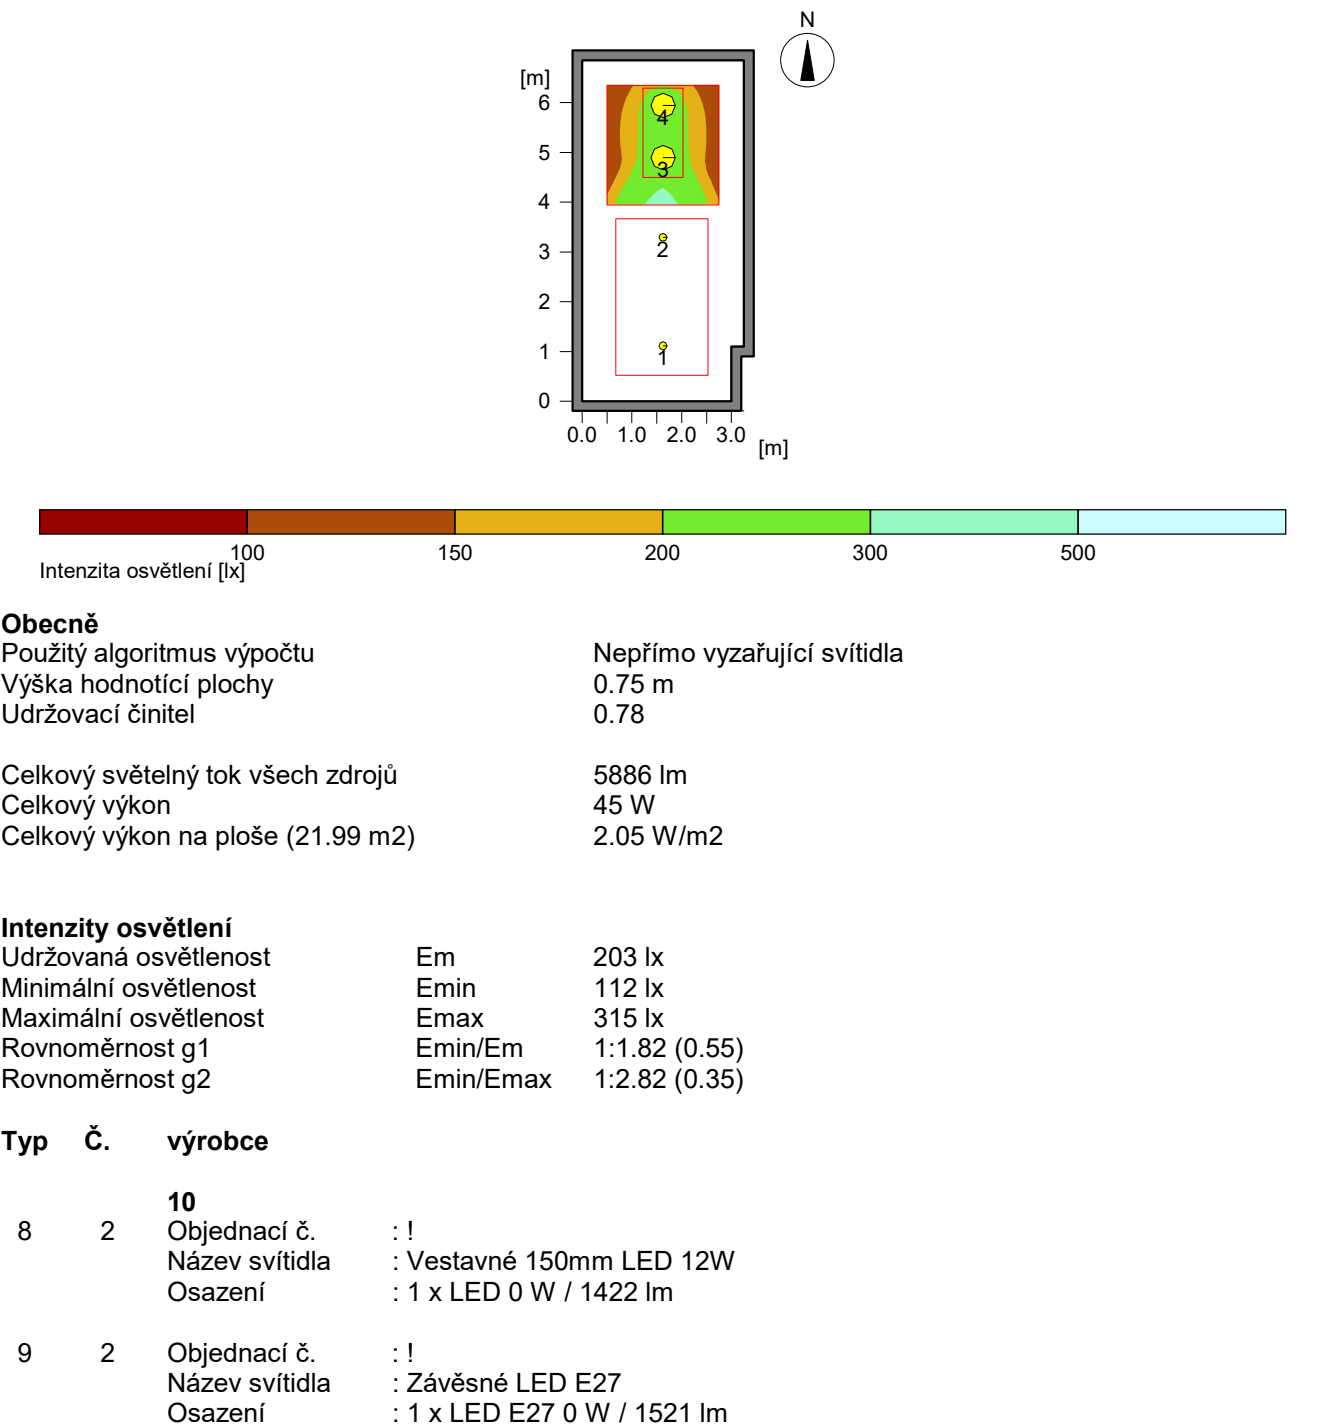 N
[m]
6
5
4
3
2
1
0
4
3
2
1
0.0 1.0 2.0 3.0
[m]
100 150 200 300 500
Intenzita osvětlení [lx]
Obecně
Použitý algoritmus výpočtu Nepřímo vyzařující svítidla
Výška hodnotící plochy 0.75 m
Udržovací činitel 0.78
Celkový světelný tok všech zdrojů 5886 lm
Celkový výkon 45 W
Celkový výkon na ploše (21.99 m2) 2.05 W/m2
Intenzity osvětlení
Udržovaná osvětlenost Em 203 lx
Minimální osvětlenost Emin 112 lx
Maximální osvětlenost Emax 315 lx
Rovnoměrnost g1 Emin/Em 1:1.82 (0.55)
Rovnoměrnost g2 Emin/Emax 1:2.82 (0.35)
Typ Č. výrobce
10
8 2 Objednací č. : !
Název svítidla : Vestavné 150mm LED 12W
Osazení : 1 x LED 0 W / 1422 lm
9 2 Objednací č. : !
Název svítidla : Závěsné LED E27
Osazení : 1 x LED E27 0 W / 1521 lm